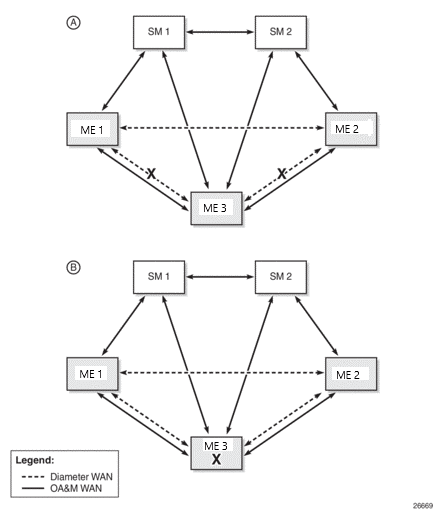 A
SM 1
SM 2
ME 1
ME 2
X
X
ME 3
B
SM 1
SM 2
ME 1
ME 2
ME 3
X
Legend:
Diameter WAN
OA&M WAN
26669